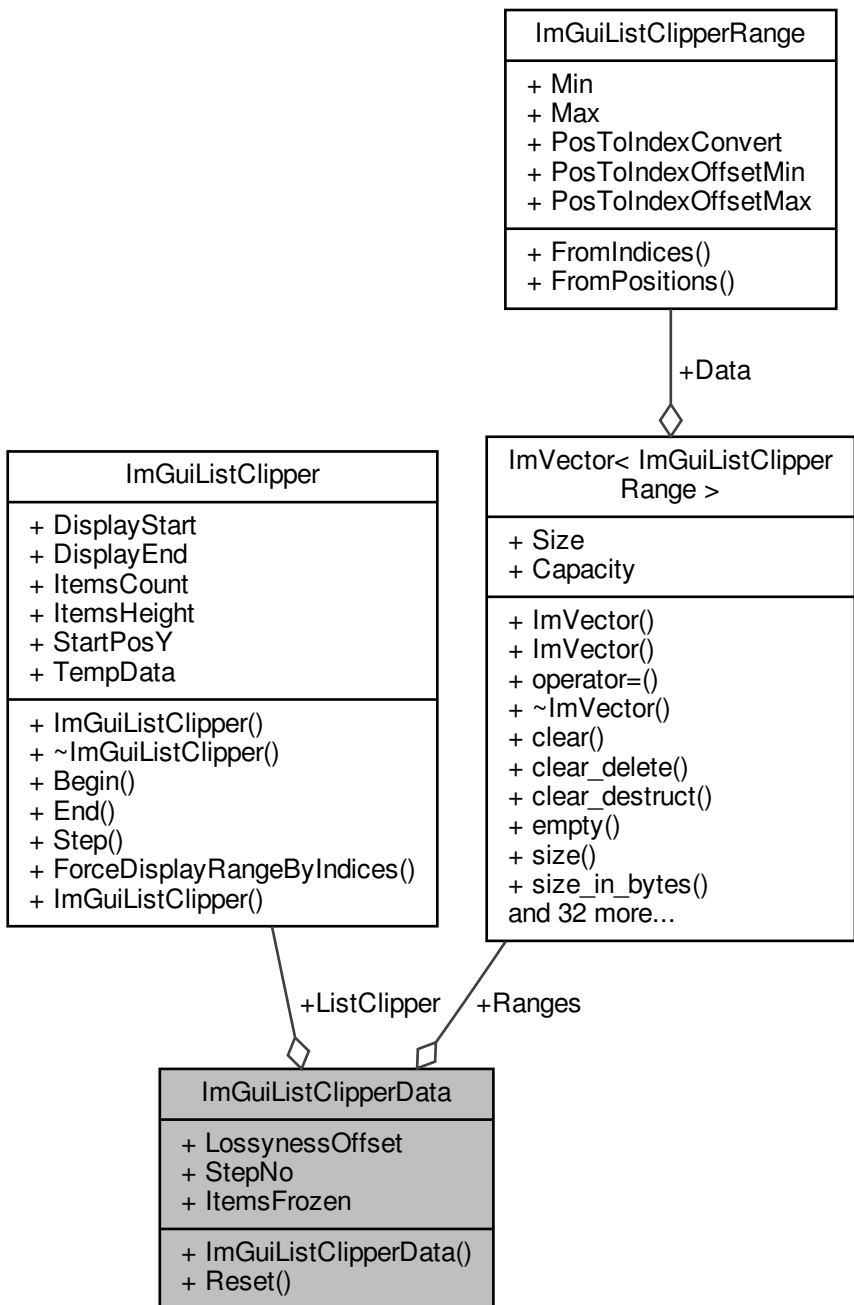 ImGuiListClipperRange
+ Min
+ Max
+ PosToIndexConvert
+ PosToIndexOffsetMin
+ PosToIndexOffsetMax
+ FromIndices()
+ FromPositions()
+Data
ImGuiListClipper
+ DisplayStart
+ DisplayEnd
+ ItemsCount
+ ItemsHeight
+ StartPosY
+ TempData
+ ImGuiListClipper()
+ ~ImGuiListClipper()
+ Begin()
+ End()
+ Step()
+ ForceDisplayRangeByIndices()
+ ImGuiListClipper()
ImVector< ImGuiListClipper
Range >
+ Size
+ Capacity
+ ImVector()
+ ImVector()
+ operator=()
+ ~ImVector()
+ clear()
+ clear_delete()
+ clear_destruct()
+ empty()
+ size()
+ size_in_bytes()
and 32 more...
+ListClipper
+Ranges
ImGuiListClipperData
+ LossynessOffset
+ StepNo
+ ItemsFrozen
+ ImGuiListClipperData()
+ Reset()